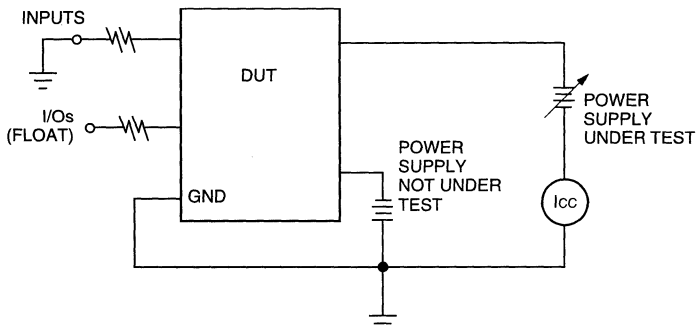 INPUTS
DUT
I/Os
(FLOAT)
GND
POWER
SUPPLY
NOT UNDER
TEST
POWER
SUPPLY
UNDER TEST
ICC